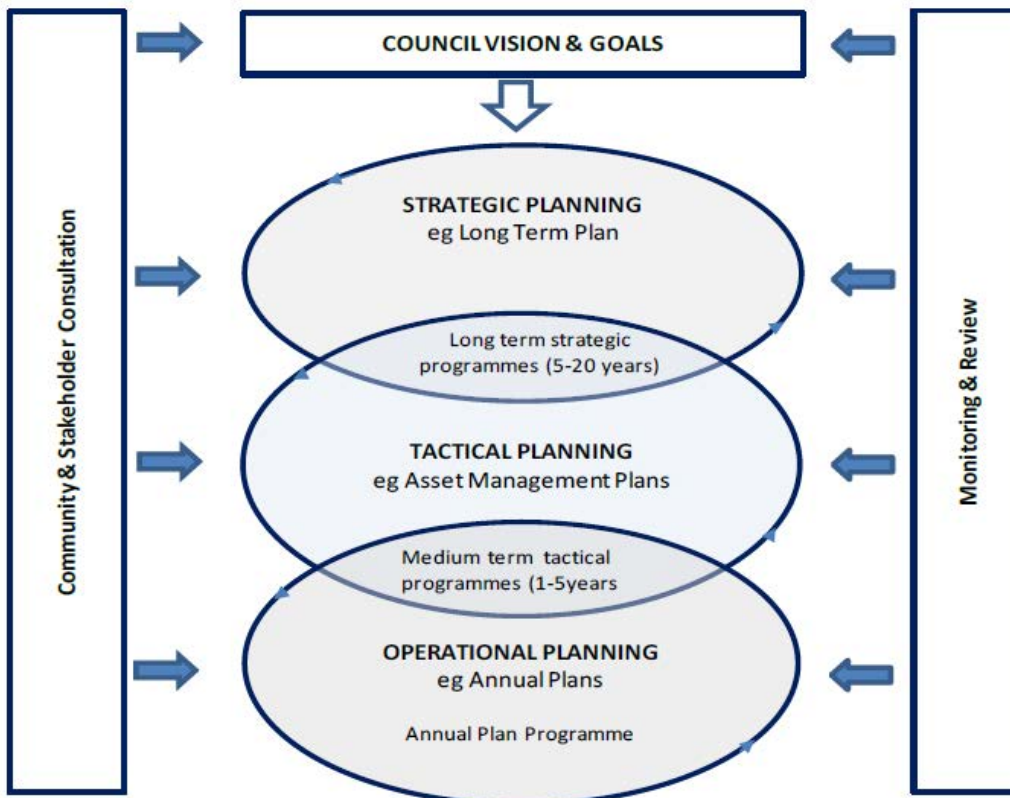 COUNCIL VISION & GOALS
Community & Stakeholder Consultation
STRATEGIC PLANNING
eg Long Term Plan
Long term strategic
programmes (5-20 years)
TACTICAL PLANNING
eg Asset Management Plans
Medium term tactical
programmes (1-5years
OPERATIONAL PLANNING
eg Annual Plans
Annual Plan Programme
Monitoring & Review